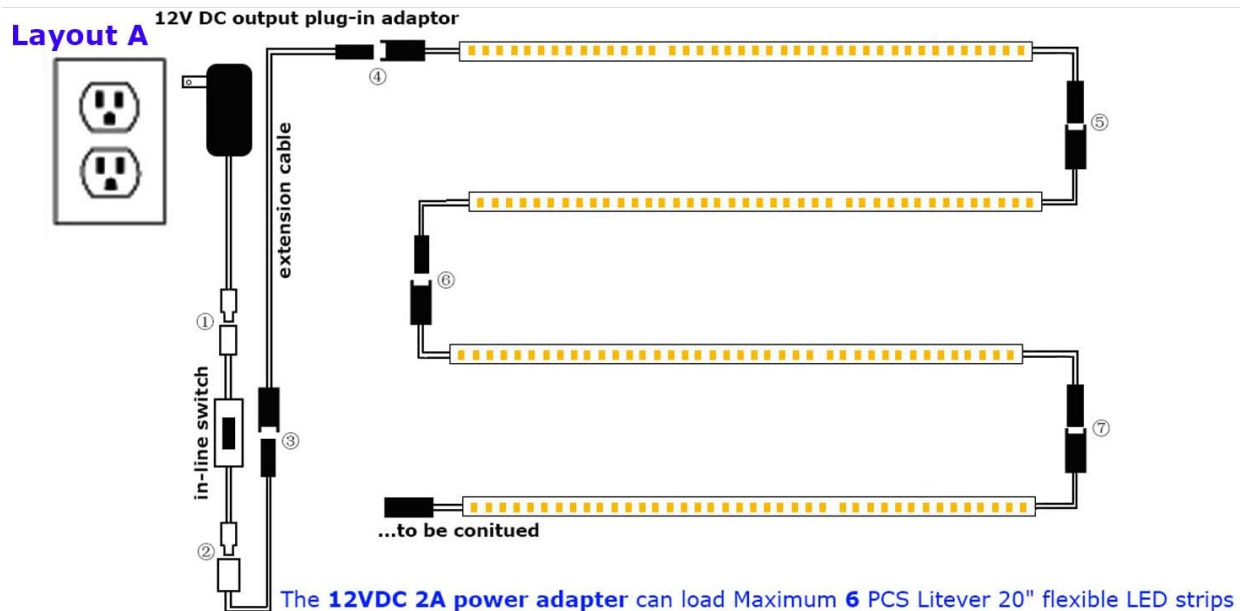 12V DC output plug-in adaptor
Layout A
④
⑤
extension cable
⑥
①
in-line switch
③
⑦
②
...to be conitued
The 12VDC 2A power adapter can load Maximum 6 PCS Litever 20" flexible LED strips